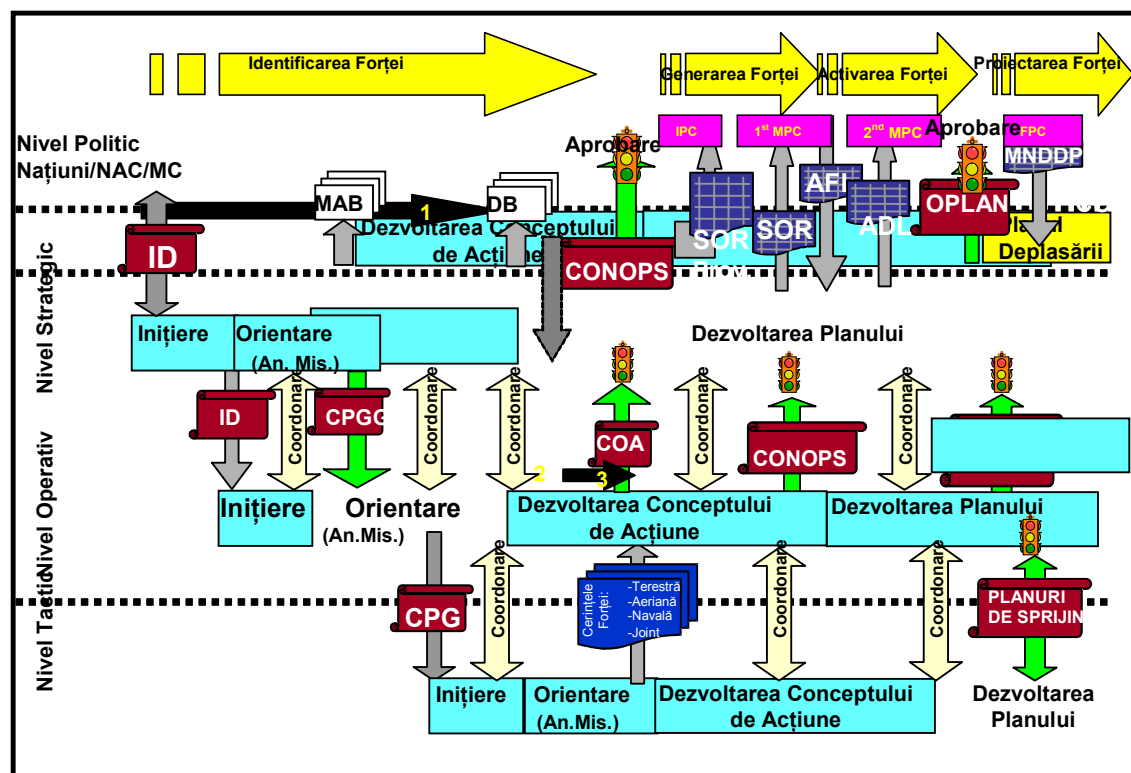 Identificarea Forței
Generarea Forței
Activarea Forței
Proiectarea Forței
Nivel Politic
Națiuni/NAC/MC
Aprobare
IPC
1st MPC
2nd MPC
Aprobare
FPC
MNDDP
MAB
1
DB
AFL
SOR
SOR
ADL
OPLAN
ID
Dezvoltarea Conceptului
de Acțiune
CONOPS
Deplasării
Nivel Strategic
Inițiere
Orientare
(An. Mis.)
Dezvoltarea Planului
ID
Coordonare
CPGG
Coordonare
Coordonare
COA
Coordonare
CONOPS
Coordonare
2
3
Nivel Operativ
Inițiere
Orientare
(An.Mis.)
Dezvoltarea Conceptului
de Acțiune
Dezvoltarea Planului
Nivel Tactic
CPG
Coordonare
Cerințele
Forței:
-Terestră
-Aeriană
-Navală
-Joint
Coordonare
Coordonare
PLANURI
DE SPRIJIN
Inițiere
Orientare
(An.Mis.)
Dezvoltarea Conceptului
de Acțiune
Dezvoltarea
Planului